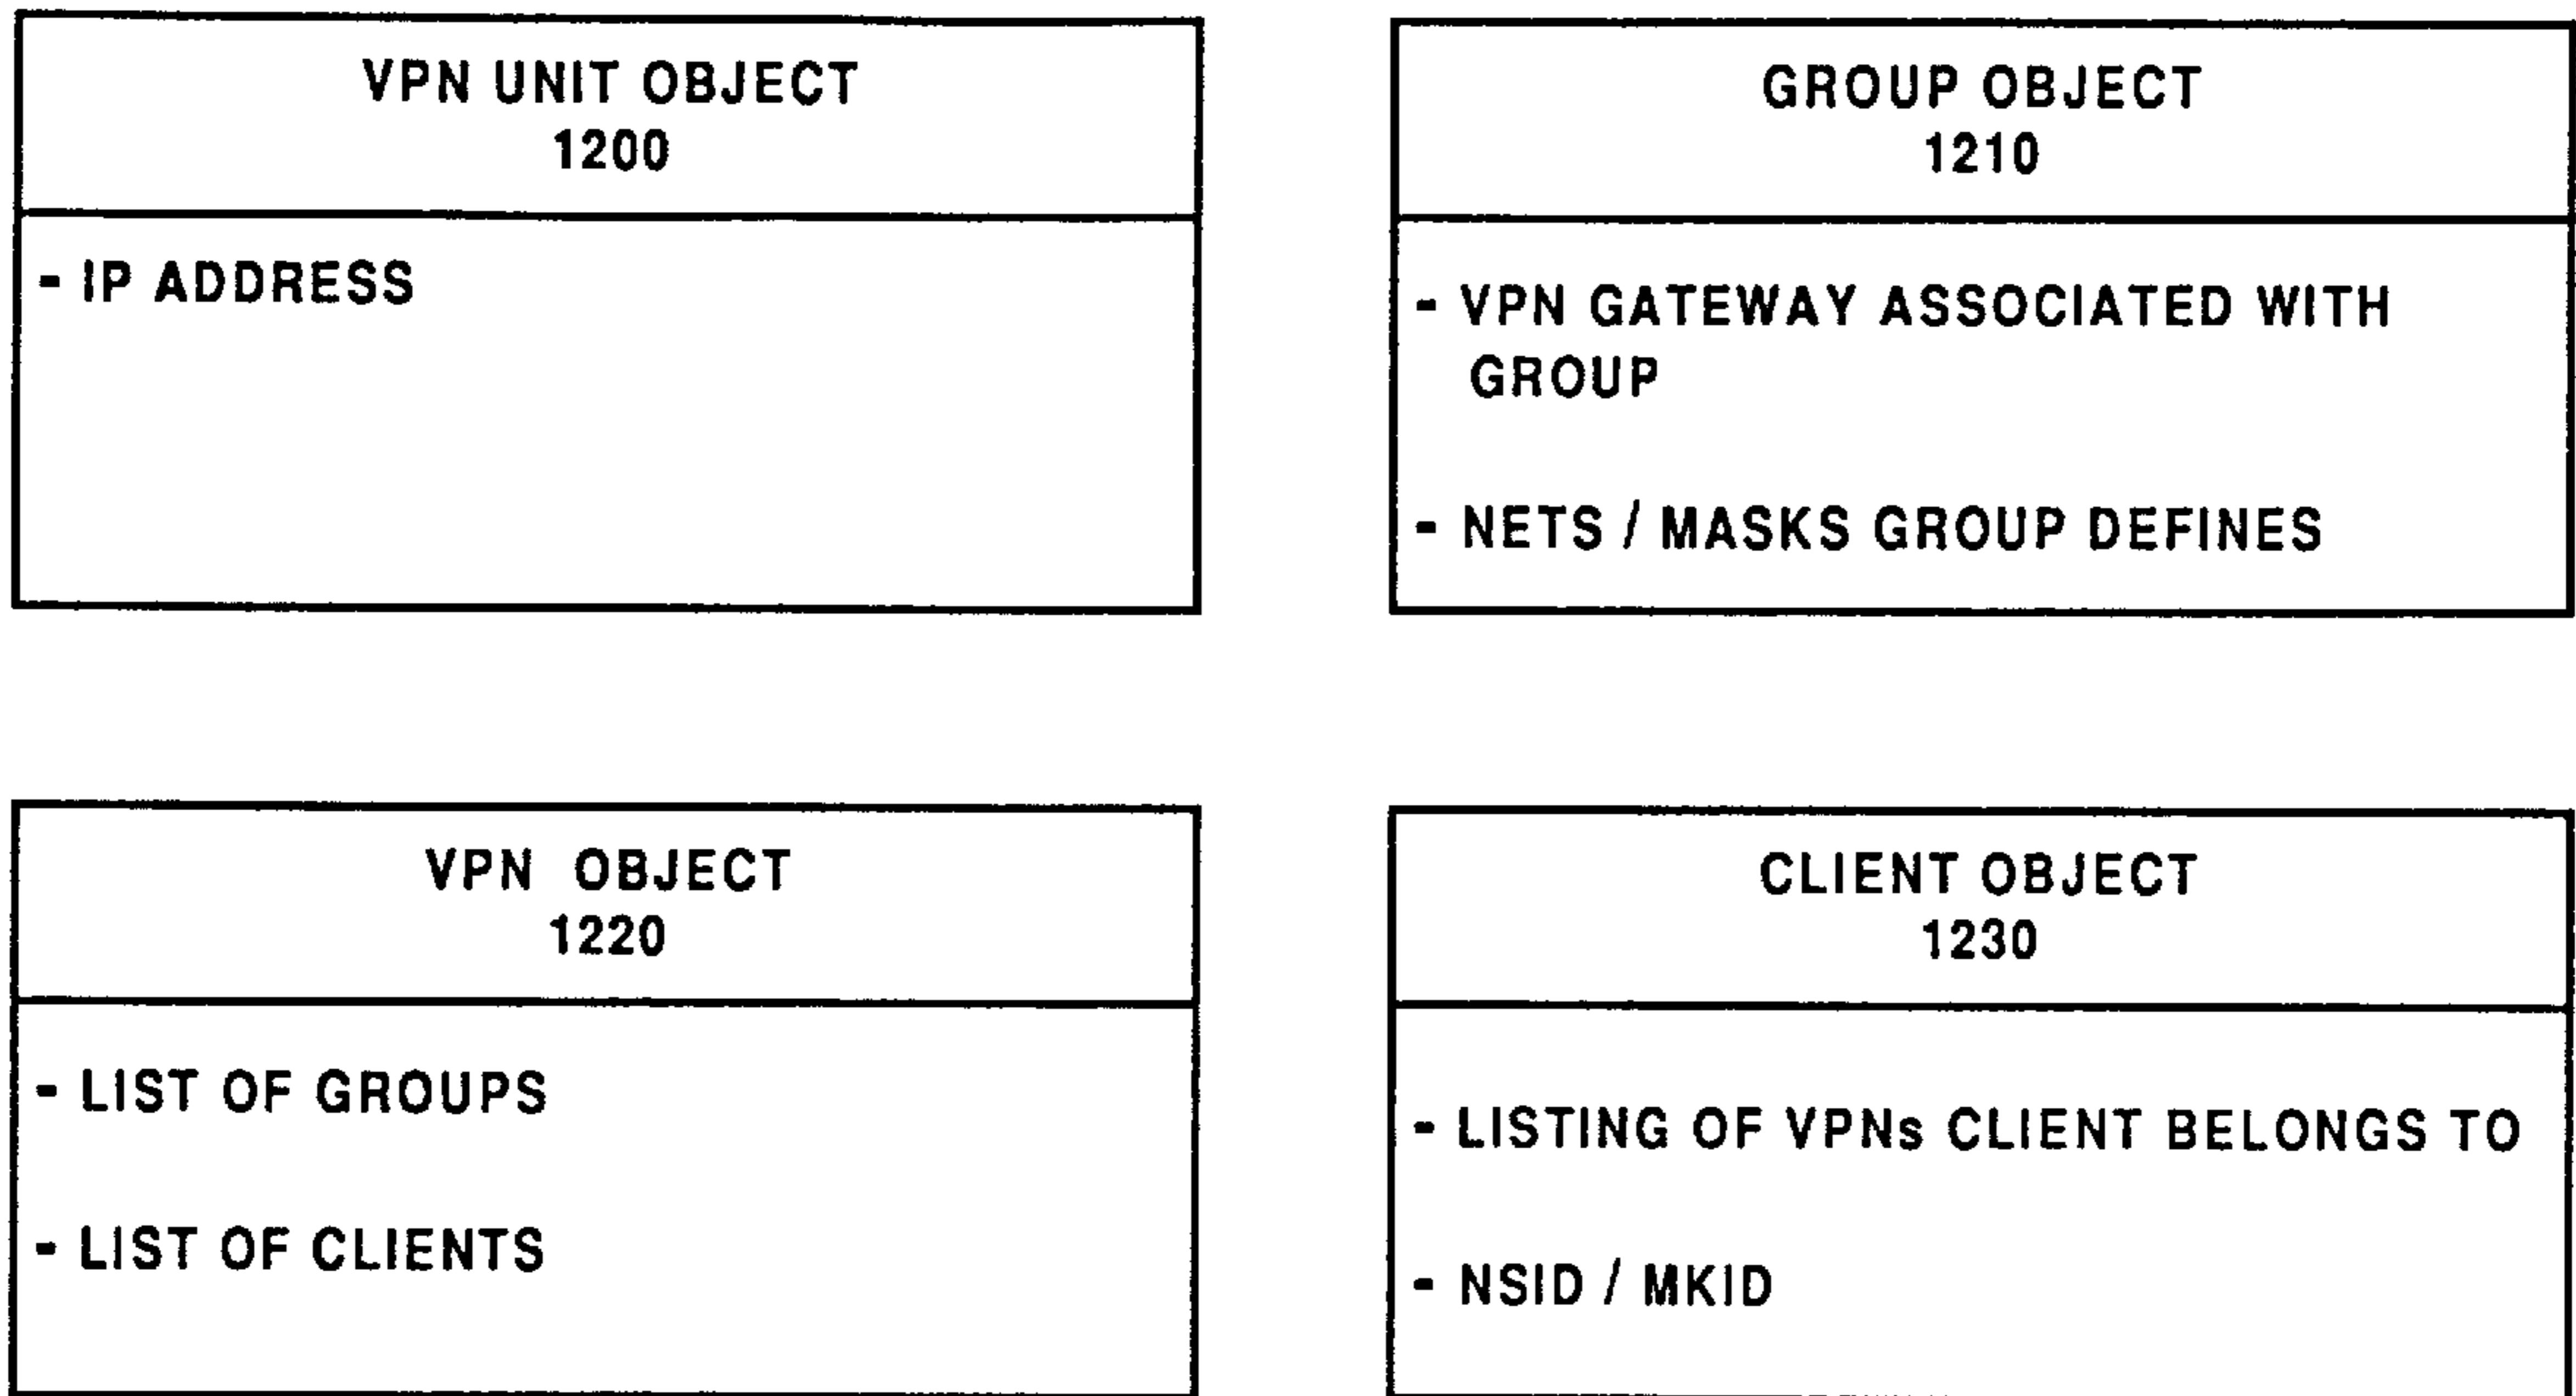 VPN UNIT OBJECT
1200
- IP ADDRESS
GROUP OBJECT
1210
- VPN GATEWAY ASSOCIATED WITH
GROUP
- NETS / MASKS GROUP DEFINES
VPN OBJECT
1220
- LIST OF GROUPS
- LIST OF CLIENTS
CLIENT OBJECT
1230
- LISTING OF VPNs CLIENT BELONGS TO
- NSID / MKID